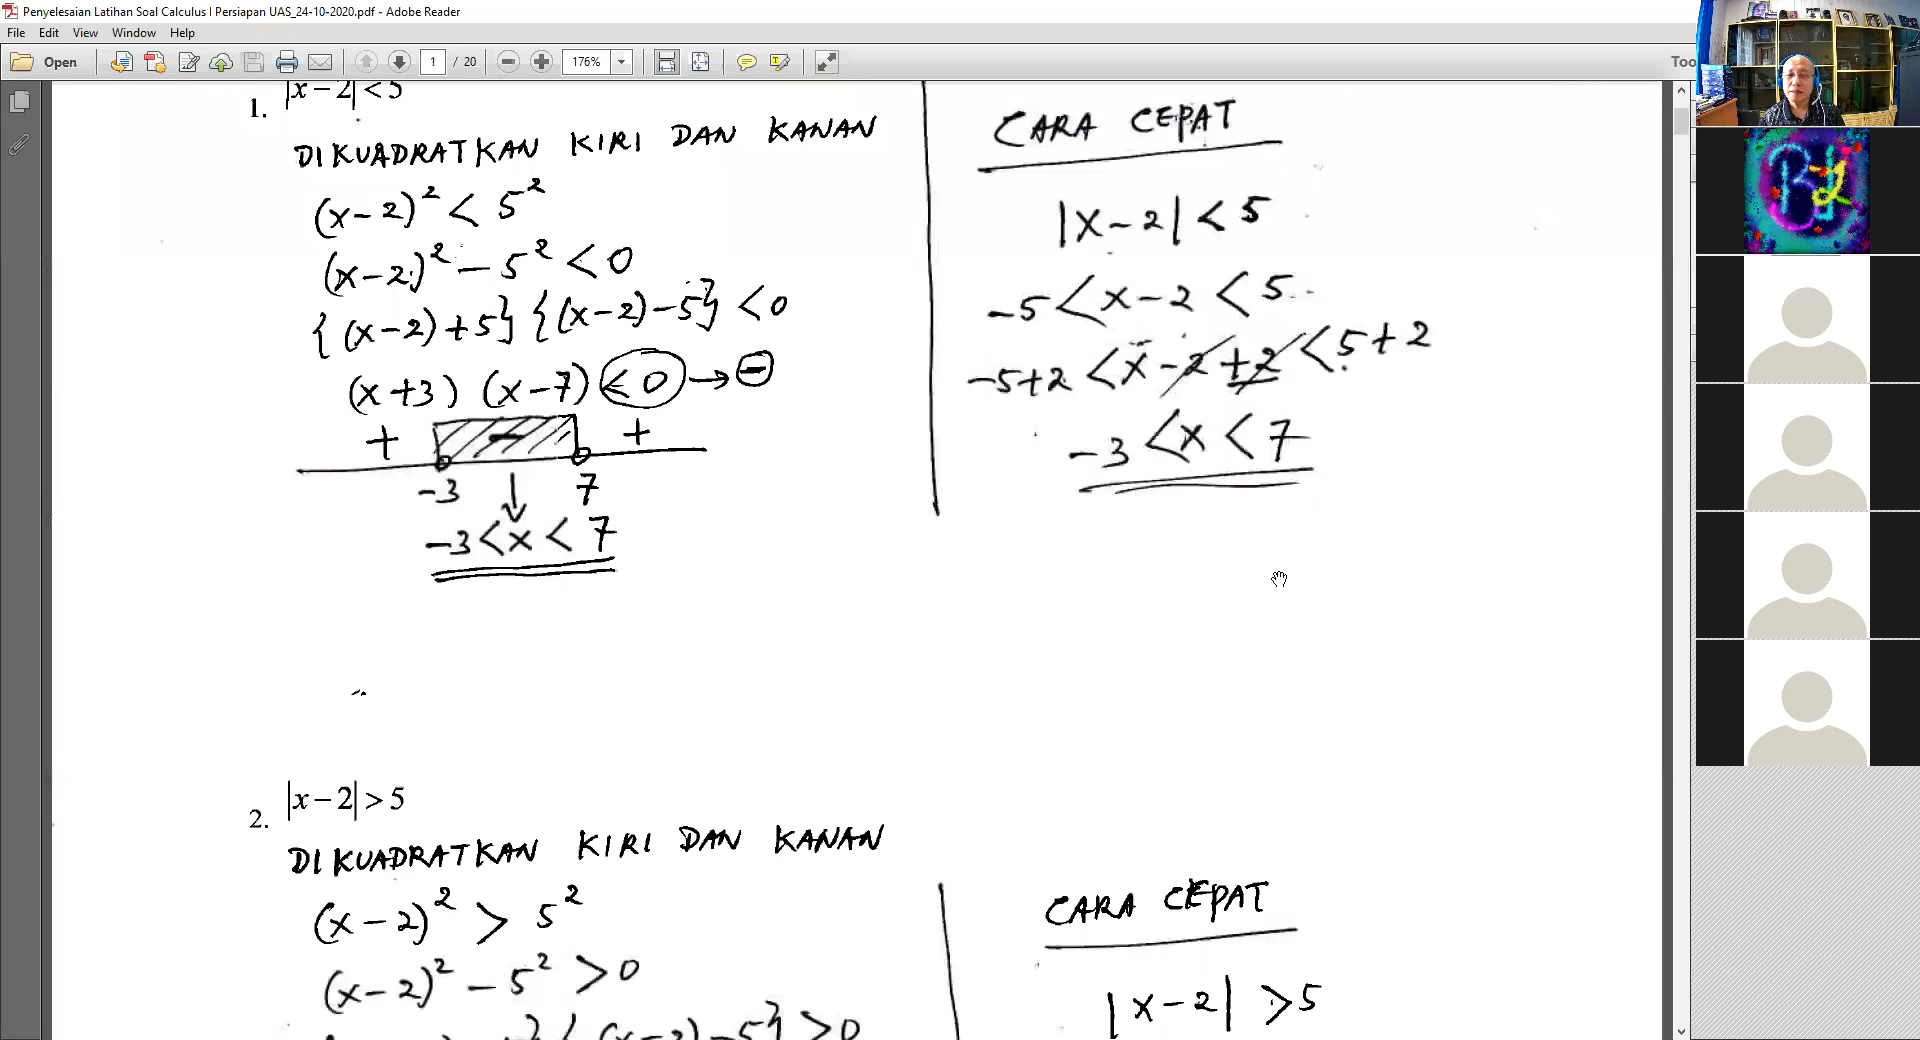 Penyelesaian Latihan Soal Calculus I Persiapan UAS_24-10-2020.pdf - Adobe Reader
File Edit View Window Help
Open 1 / 20 176% Too
1. |x-2| < 5
DIKUADRATKAN KIRI DAN KANAN
(x-2)² < 5²
(x-2)² - 5² < 0
{(x-2)+5}{(x-2)-5} < 0
(x+3) (x-7) < 0 → ⊖
+ - +
-3 7
-3 < x < 7
CARA CEPAT
|x-2| < 5
-5 < x-2 < 5
-5+2 < x-2+2 < 5+2
-3 < x < 7
2. |x-2| > 5
DIKUADRATKAN KIRI DAN KANAN
(x-2)² > 5²
(x-2)² - 5² > 0
(x-2)-5} > 0
CARA CEPAT
|x-2| > 5